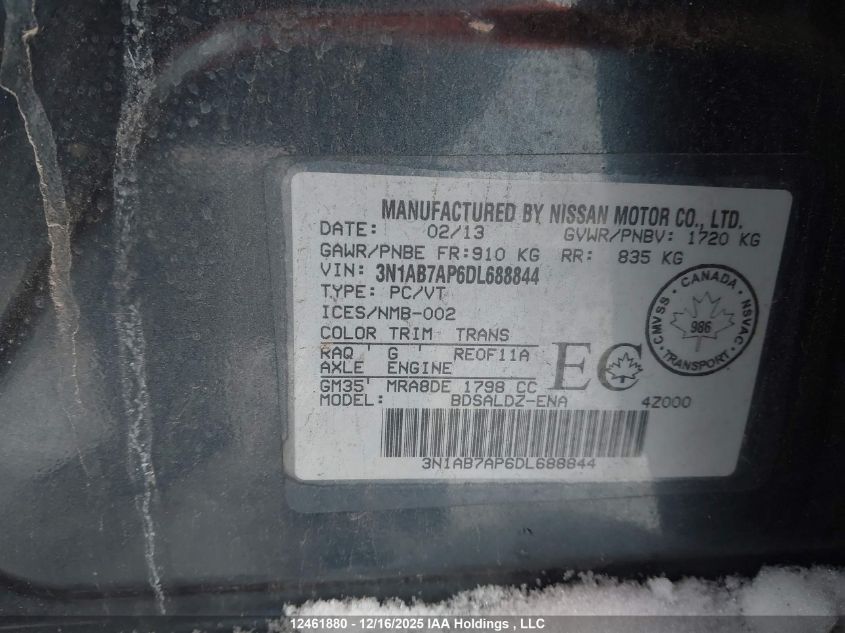 MANUFACTURED BY NISSAN MOTOR CO., LTD.
DATE: 02/13 GVWR/PNBV: 1720 KG
GAWR/PNBE FR: 910 KG RR: 835 KG
VIN: 3N1AB7AP6DL688844
TYPE: PC/VT
ICES/NMB-002
COLOR TRIM TRANS
RAQ ' G ' RE0F11A
AXLE ENGINE
GM35' MRA8DE 1798 CC
MODEL: BDSALDZ-ENA 4Z000
EC
CANADA
CMVSS · NSVAC
986
TRANSPORT
3N1AB7AP6DL688844
12461880 - 12/16/2025 IAA Holdings , LLC